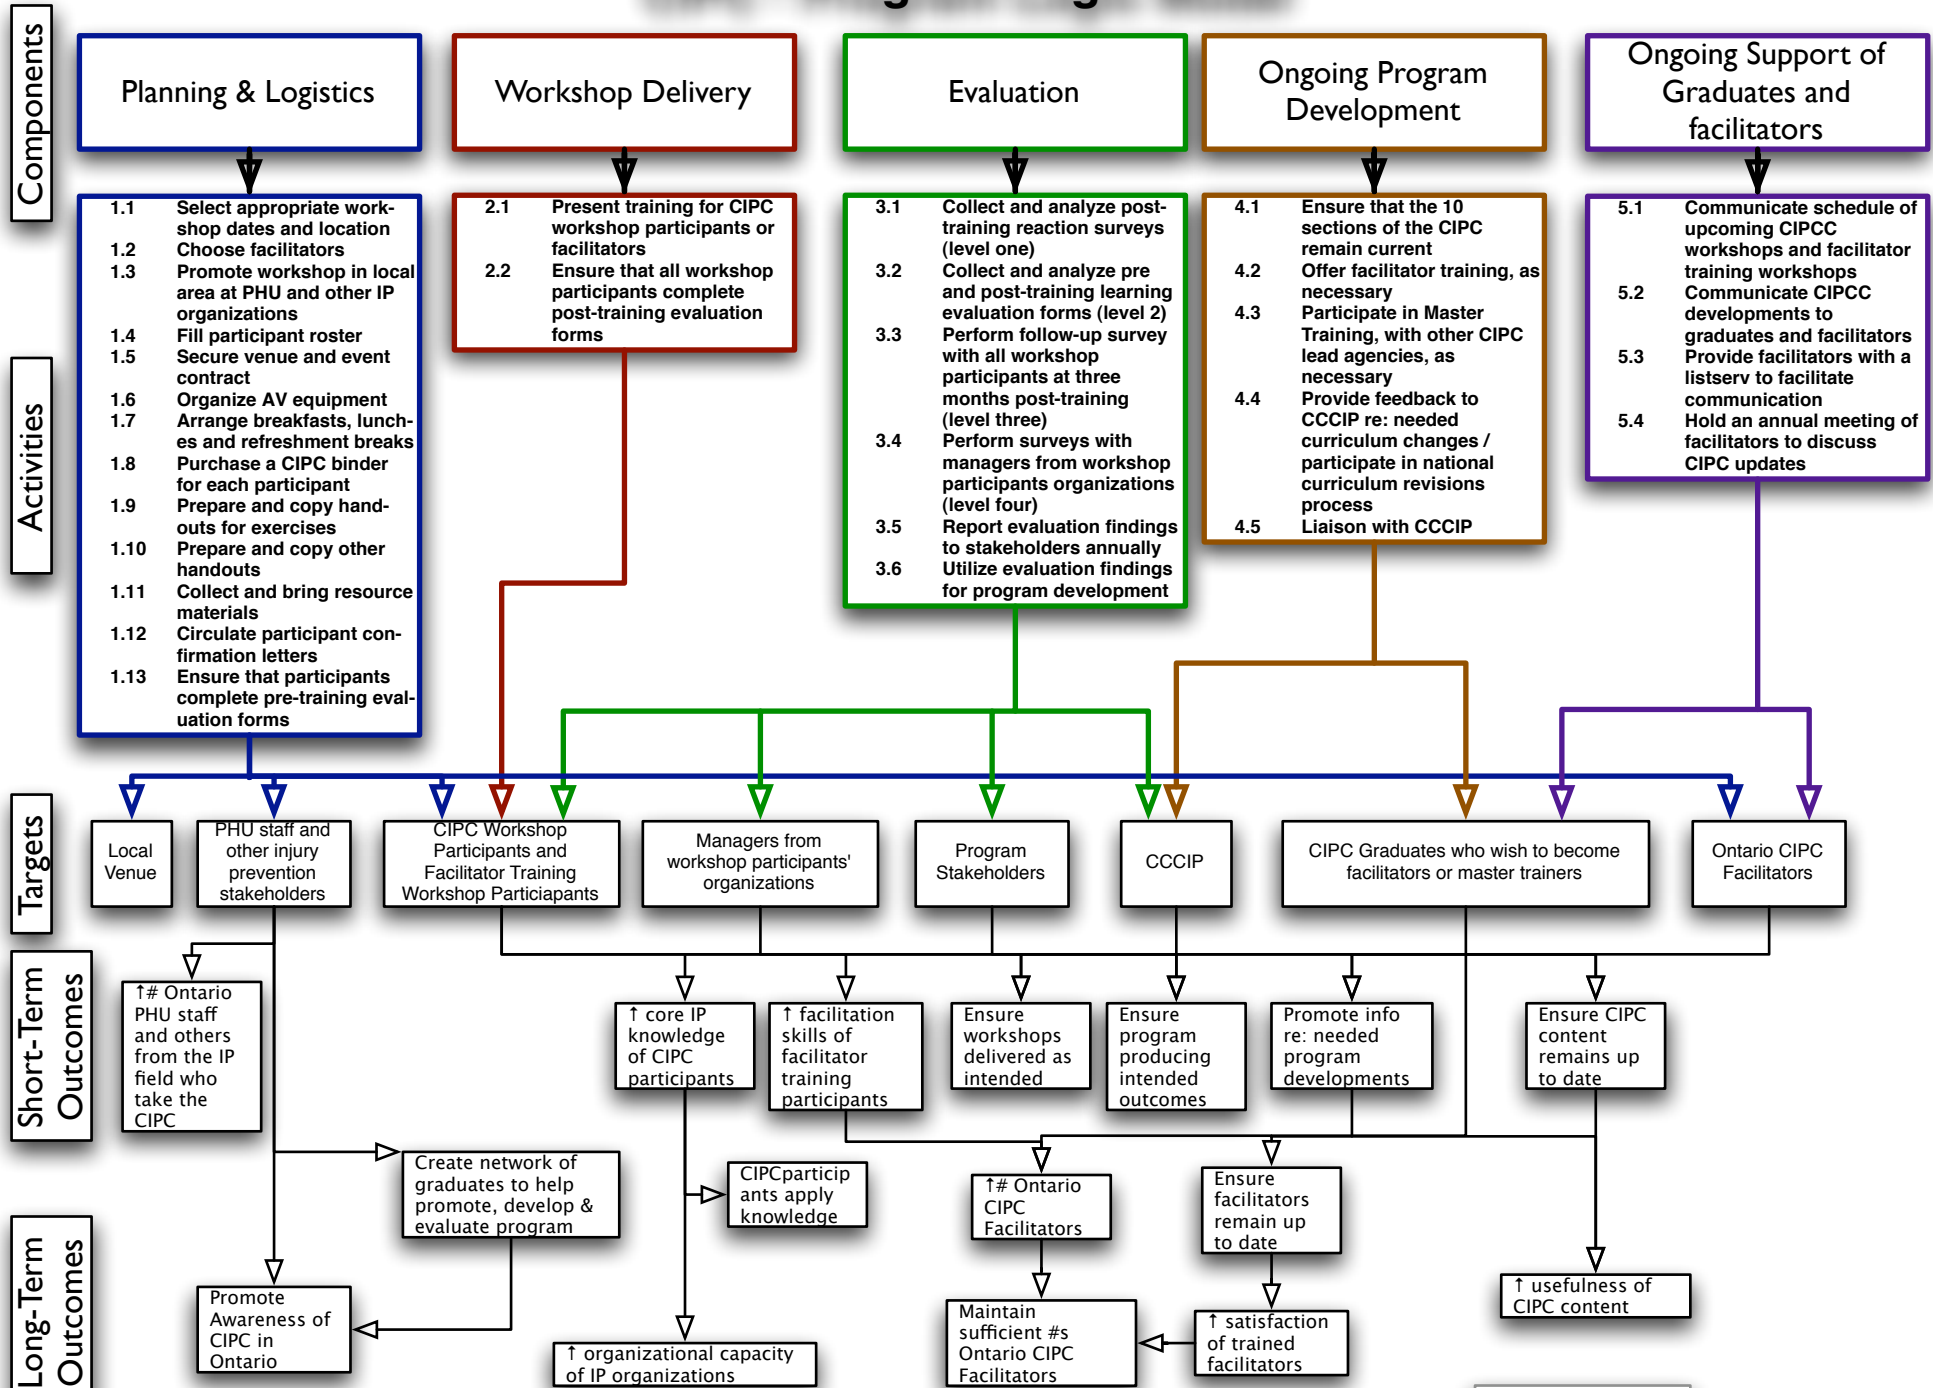 Components
Planning & Logistics
Workshop Delivery
Evaluation
Ongoing Program
Development
Ongoing Support of
Graduates and
facilitators
Activities
1.1 Select appropriate work-
shop dates and location
1.2 Choose facilitators
1.3 Promote workshop in local
area at PHU and other IP
organizations
1.4 Fill participant roster
1.5 Secure venue and event
contract
1.6 Organize AV equipment
1.7 Arrange breakfasts, lunch-
es and refreshment breaks
1.8 Purchase a CIPC binder
for each participant
1.9 Prepare and copy hand-
outs for exercises
1.10 Prepare and copy other
handouts
1.11 Collect and bring resource
materials
1.12 Circulate participant con-
firmation letters
1.13 Ensure that participants
complete pre-training eval-
uation forms
2.1 Present training for CIPC
workshop participants or
facilitators
2.2 Ensure that all workshop
participants complete
post-training evaluation
forms
3.1 Collect and analyze post-
training reaction surveys
(level one)
3.2 Collect and analyze pre
and post-training learning
evaluation forms (level 2)
3.3 Perform follow-up survey
with all workshop
participants at three
months post-training
(level three)
3.4 Perform surveys with
managers from workshop
participants organizations
(level four)
3.5 Report evaluation findings
to stakeholders annually
3.6 Utilize evaluation findings
for program development
4.1 Ensure that the 10
sections of the CIPC
remain current
4.2 Offer facilitator training, as
necessary
4.3 Participate in Master
Training, with other CIPC
lead agencies, as
necessary
4.4 Provide feedback to
CCCIP re: needed
curriculum changes /
participate in national
curriculum revisions
process
4.5 Liaison with CCCIP
5.1 Communicate schedule of
upcoming CIPCC
workshops and facilitator
training workshops
5.2 Communicate CIPCC
developments to
graduates and facilitators
5.3 Provide facilitators with a
listserv to facilitate
communication
5.4 Hold an annual meeting of
facilitators to discuss
CIPC updates
Targets
Local
Venue
PHU staff and
other injury
prevention
stakeholders
CIPC Workshop
Participants and
Facilitator Training
Workshop Particiapants
Managers from
workshop participants'
organizations
Program
Stakeholders
CCCIP
CIPC Graduates who wish to become
facilitators or master trainers
Ontario CIPC
Facilitators
Short-Term
Outcomes
↑# Ontario
PHU staff
and others
from the IP
field who
take the
CIPC
↑ core IP
knowledge
of CIPC
participants
↑ facilitation
skills of
facilitator
training
participants
Ensure
workshops
delivered as
intended
Ensure
program
producing
intended
outcomes
Promote info
re: needed
program
developments
Ensure CIPC
content
remains up
to date
Create network of
graduates to help
promote, develop &
evaluate program
CIPCparticip
ants apply
knowledge
↑# Ontario
CIPC
Facilitators
Ensure
facilitators
remain up
to date
Long-Term
Outcomes
Promote
Awareness of
CIPC in
Ontario
↑ organizational capacity
of IP organizations
Maintain
sufficient #s
Ontario CIPC
Facilitators
↑ satisfaction
of trained
facilitators
↑ usefulness of
CIPC content